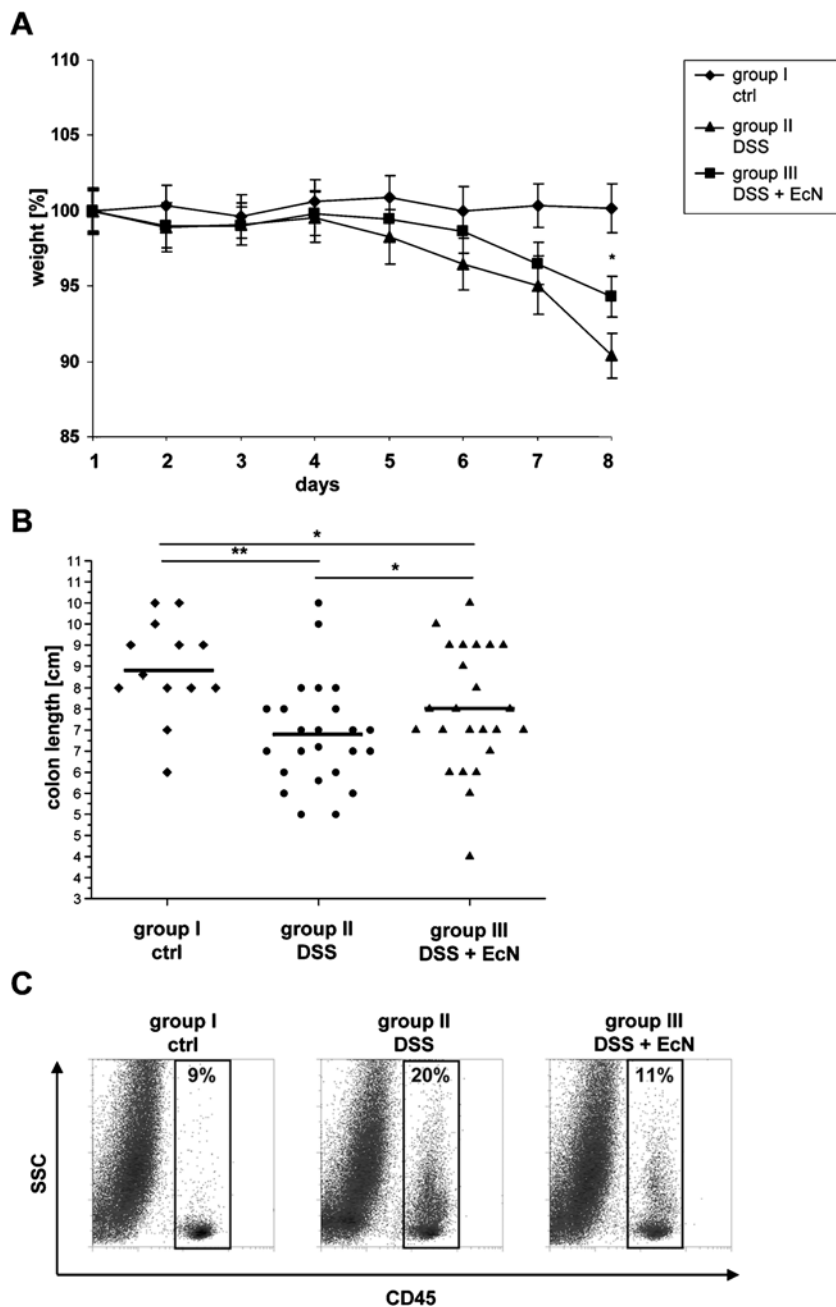 A
110
105
100
95
90
85
weight [%]
*
1 2 3 4 5 6 7 8
days
group I
ctrl
group II
DSS
group III
DSS + EcN
B
*
**
*
11
11
10
10
9
9
8
8
7
7
6
6
5
5
4
4
3
colon length [cm]
group I
ctrl
group II
DSS
group III
DSS + EcN
C
group I
ctrl
group II
DSS
group III
DSS + EcN
9%
20%
11%
SSC
CD45